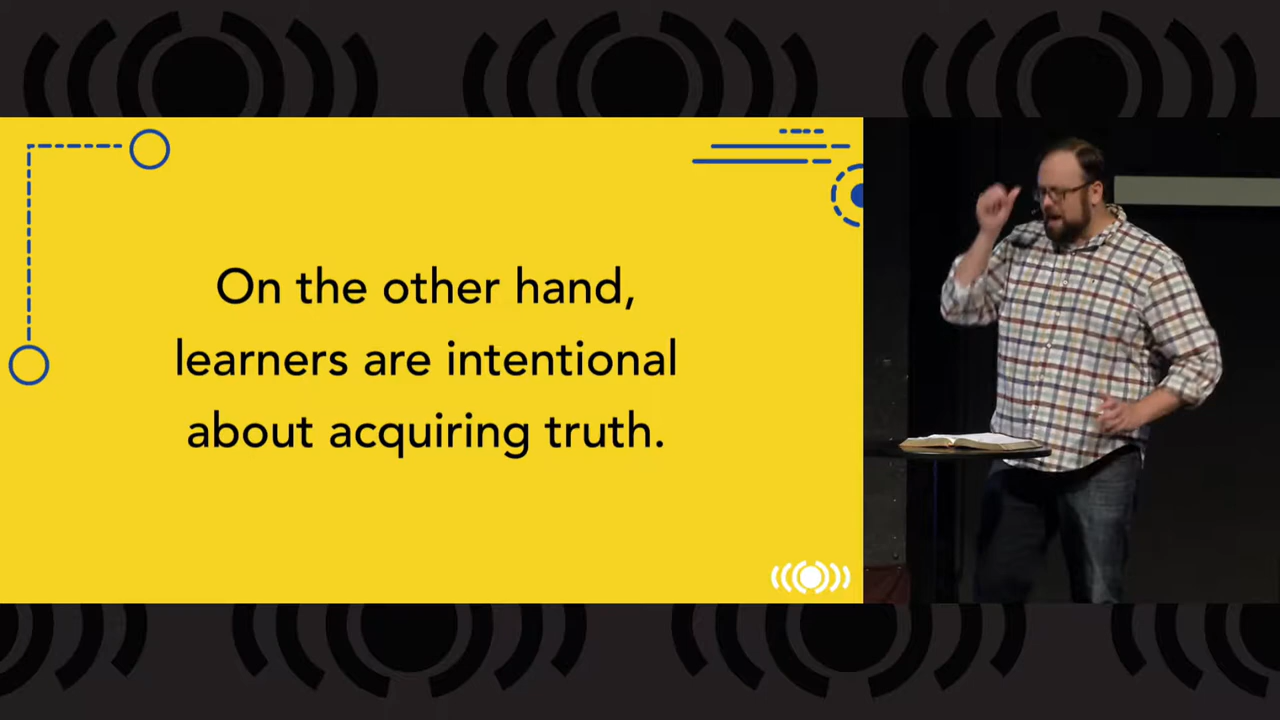 On the other hand,
learners are intentional
about acquiring truth.